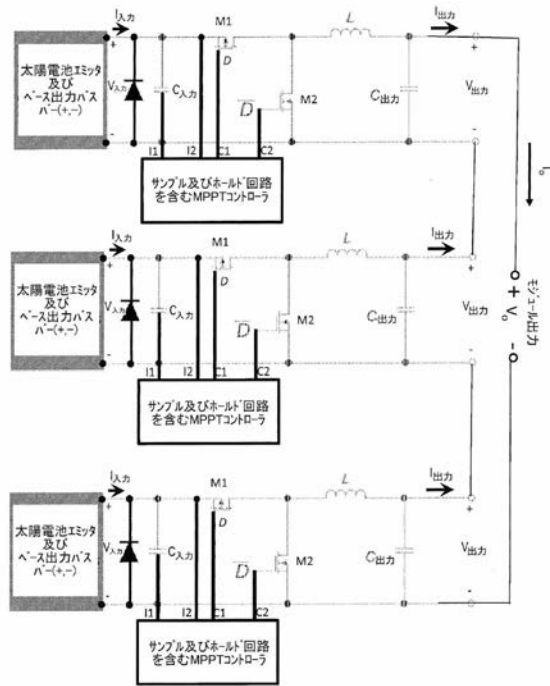 I入力
M1
L
I出力
太陽電池エミッタ
及び
ベース出力バス
バー(+,-)
+
-
V入力
C入力
D
D̅
M2
C出力
+
V出力
-
I1
I2
C1
C2
サンプル及びホールド回路
を含むMPPTコントローラ
Io
I入力
M1
L
I出力
太陽電池エミッタ
及び
ベース出力バス
バー(+,-)
+
-
V入力
C入力
D
D̅
M2
C出力
+
V出力
-
I1
I2
C1
C2
サンプル及びホールド回路
を含むMPPTコントローラ
+ Vo -
モジュール出力
I入力
M1
L
I出力
太陽電池エミッタ
及び
ベース出力バス
バー(+,-)
+
-
V入力
C入力
D
D̅
M2
C出力
+
V出力
-
I1
I2
C1
C2
サンプル及びホールド回路
を含むMPPTコントローラ